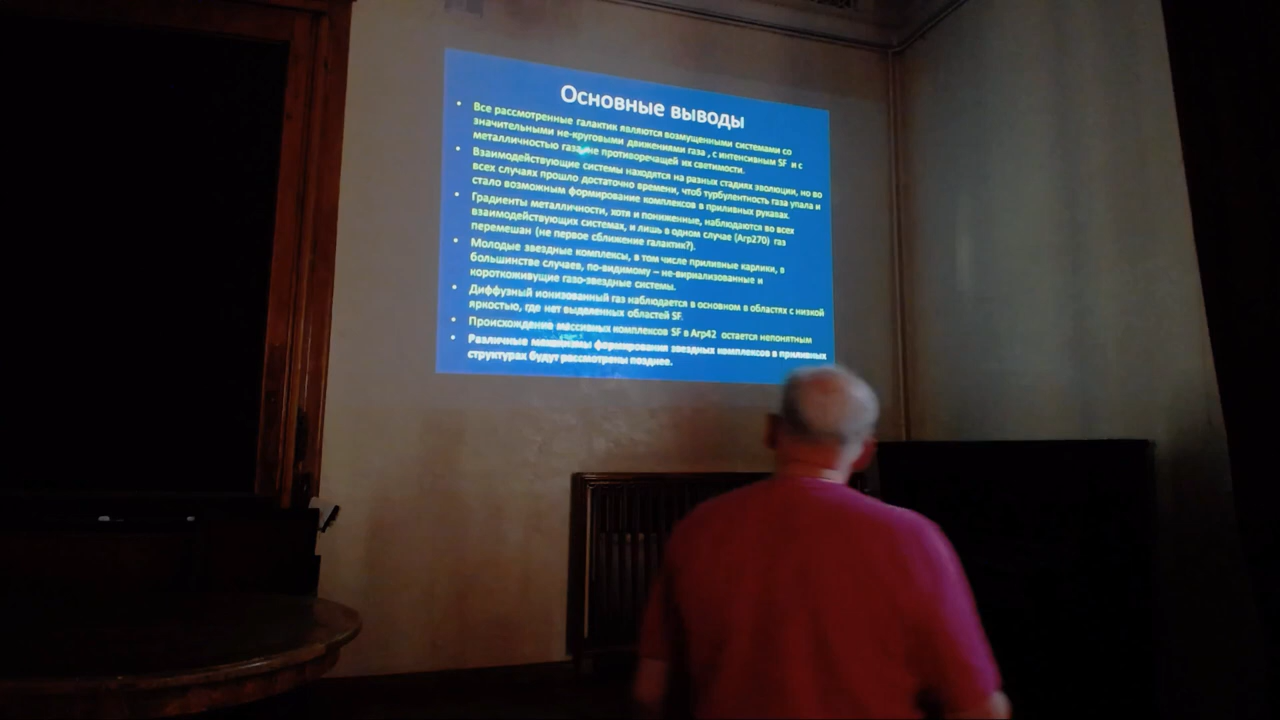 Основные выводы
• Все рассмотренные галактик являются возмущенными системами со
значительными не-круговыми движениями газа , с интенсивным SF и с
металличностью газа, не противоречащей их светимости.
• Взаимодействующие системы находятся на разных стадиях эволюции, но во
всех случаях прошло достаточно времени, чтоб турбулентность газа упала и
стало возможным формирование комплексов в приливных рукавах.
• Градиенты металличности, хотя и пониженные, наблюдаются во всех
взаимодействующих системах, и лишь в одном случае (Arp270) газ
перемешан (не первое сближение галактик?).
• Молодые звездные комплексы, в том числе приливные карлики, в
большинстве случаев, по-видимому – не-вириализованные и
короткоживущие газо-звездные системы.
• Диффузный ионизованный газ наблюдается в основном в областях с низкой
яркостью, где нет выделенных областей SF.
• Происхождение массивных комплексов SF в Arp42 остается непонятным
• Различные механизмы формирования звездных комплексов в приливных
структурах будут рассмотрены позднее.